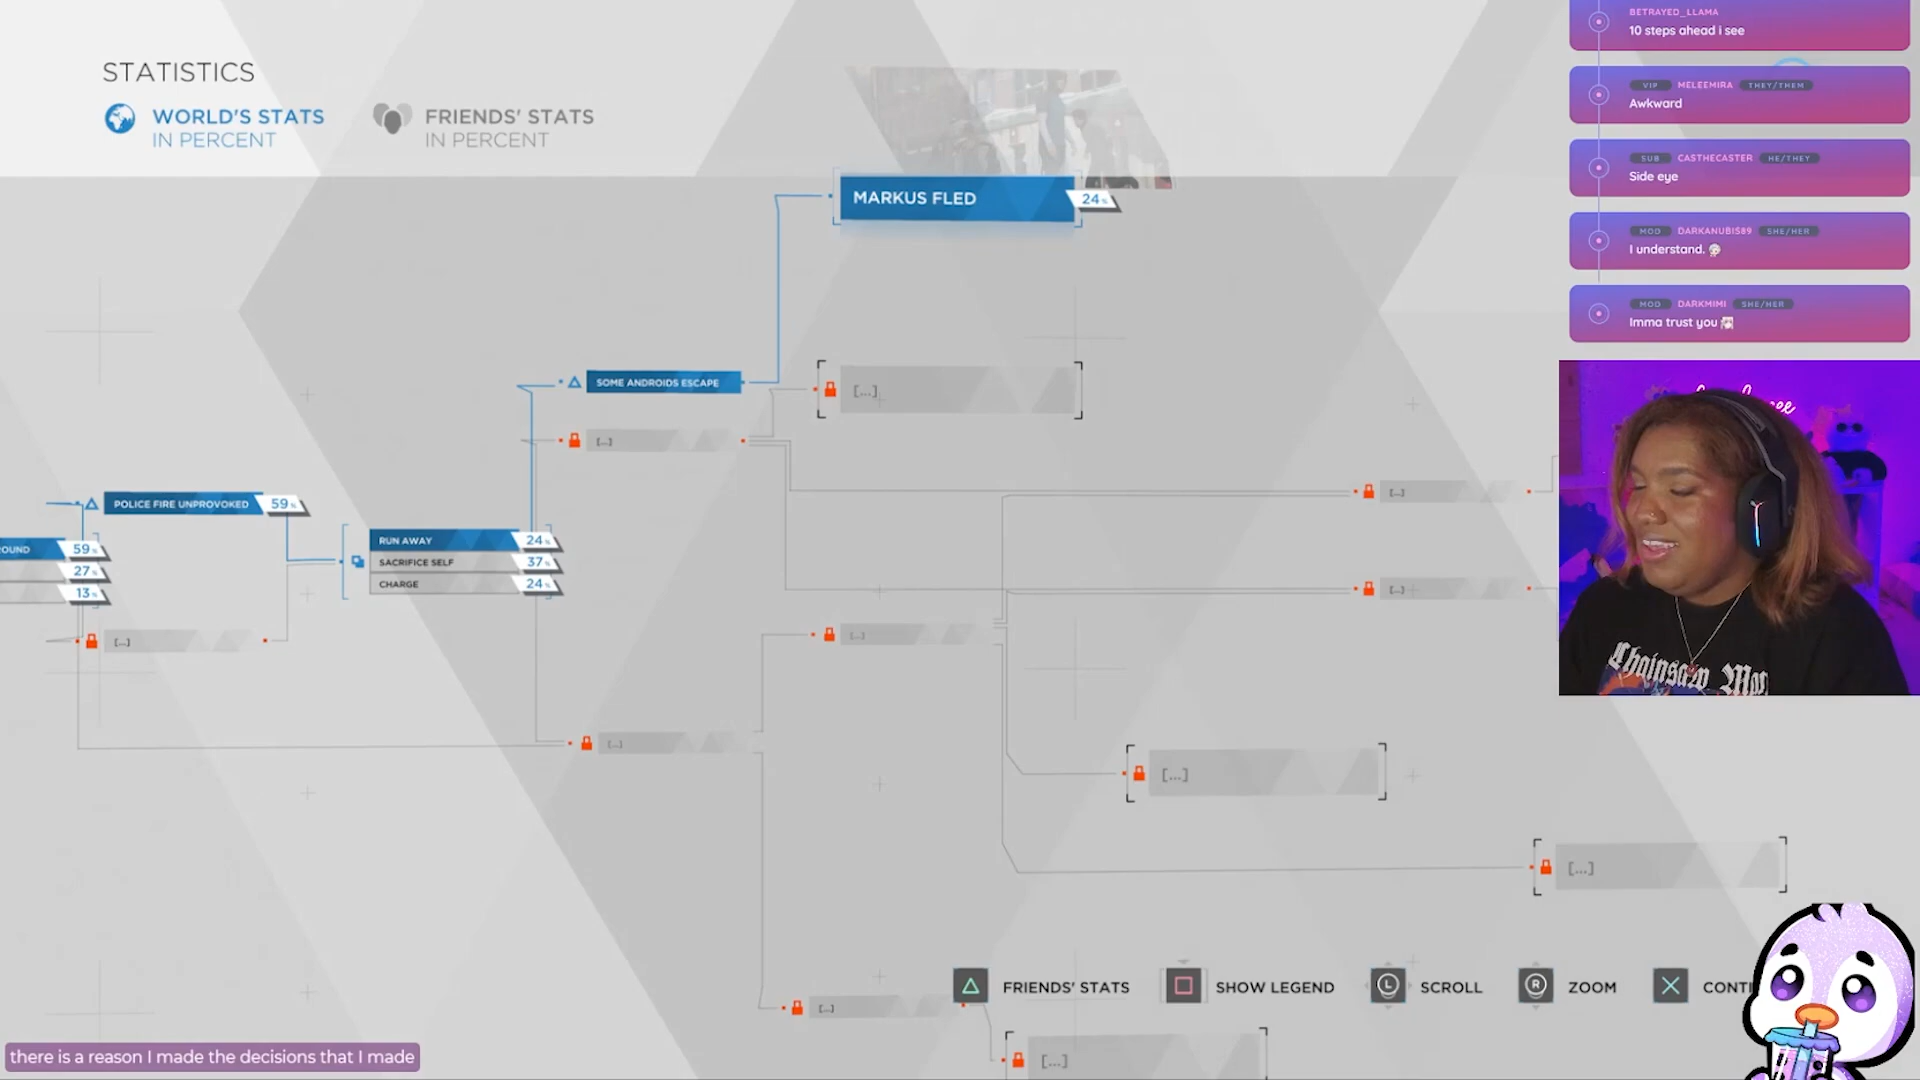 STATISTICS
WORLD'S STATS
IN PERCENT
FRIENDS' STATS
IN PERCENT
MARKUS FLED
24%
SOME ANDROIDS ESCAPE
[...]
[...]
POLICE FIRE UNPROVOKED 59%
OUND 59%
27%
13%
RUN AWAY 24%
SACRIFICE SELF 37%
CHARGE 24%
[...]
[...]
[...]
[...]
[...]
[...]
[...]
[...]
[...]
FRIENDS' STATS
SHOW LEGEND
L
SCROLL
R
ZOOM
CONTI
there is a reason I made the decisions that I made
BETRAYED_LLAMA
10 steps ahead I see
VIP MELEEMIRA THEY/THEM
Awkward
SUB CASTHECASTER HE/THEY
Side eye
MOD DARKANUBIS89 SHE/HER
I understand.
MOD DARKMIMI SHE/HER
Imma trust you
Chainsaw Man